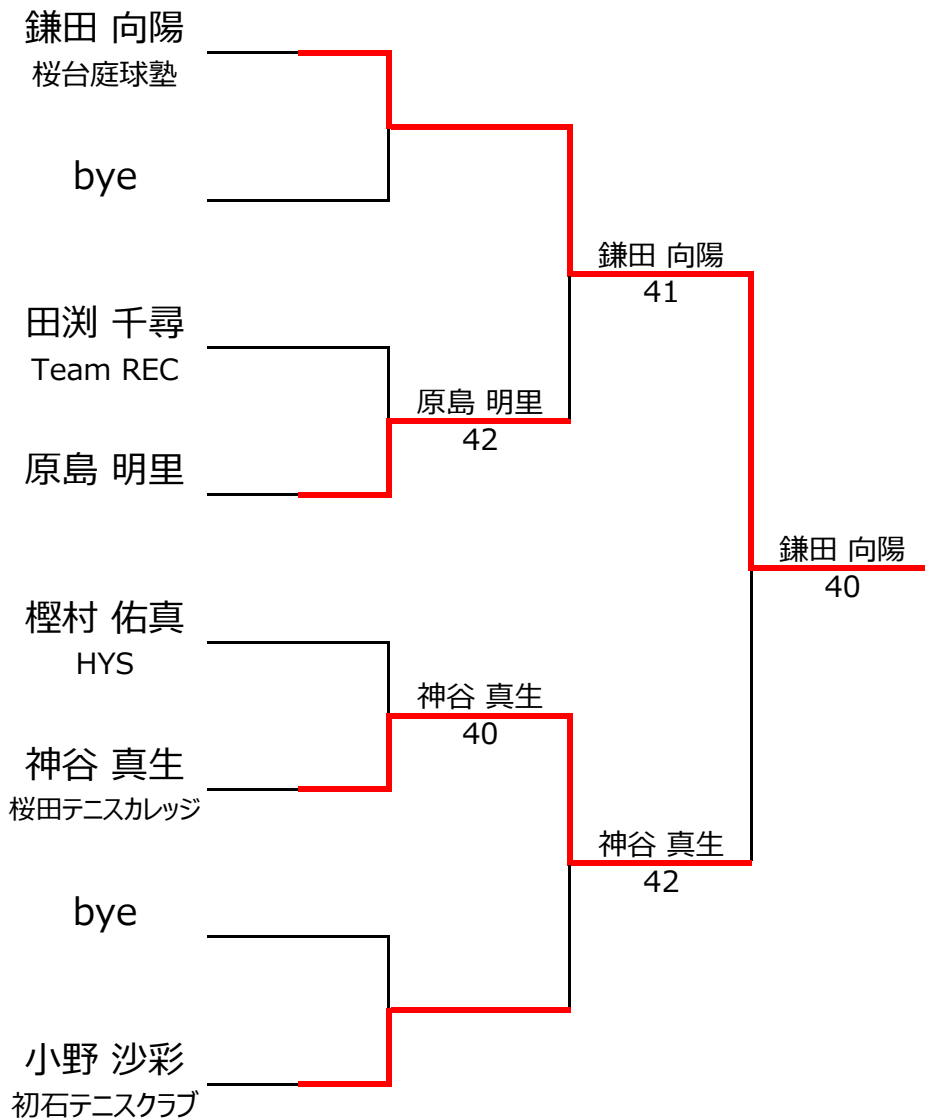 鎌田 向陽
桜台庭球塾
bye
田渕 千尋
Team REC
原島 明里
樫村 佑真
HYS
神谷 真生
桜田テニスカレッジ
bye
小野 沙彩
初石テニスクラブ
原島 明里
42
神谷 真生
40
鎌田 向陽
41
神谷 真生
42
鎌田 向陽
40